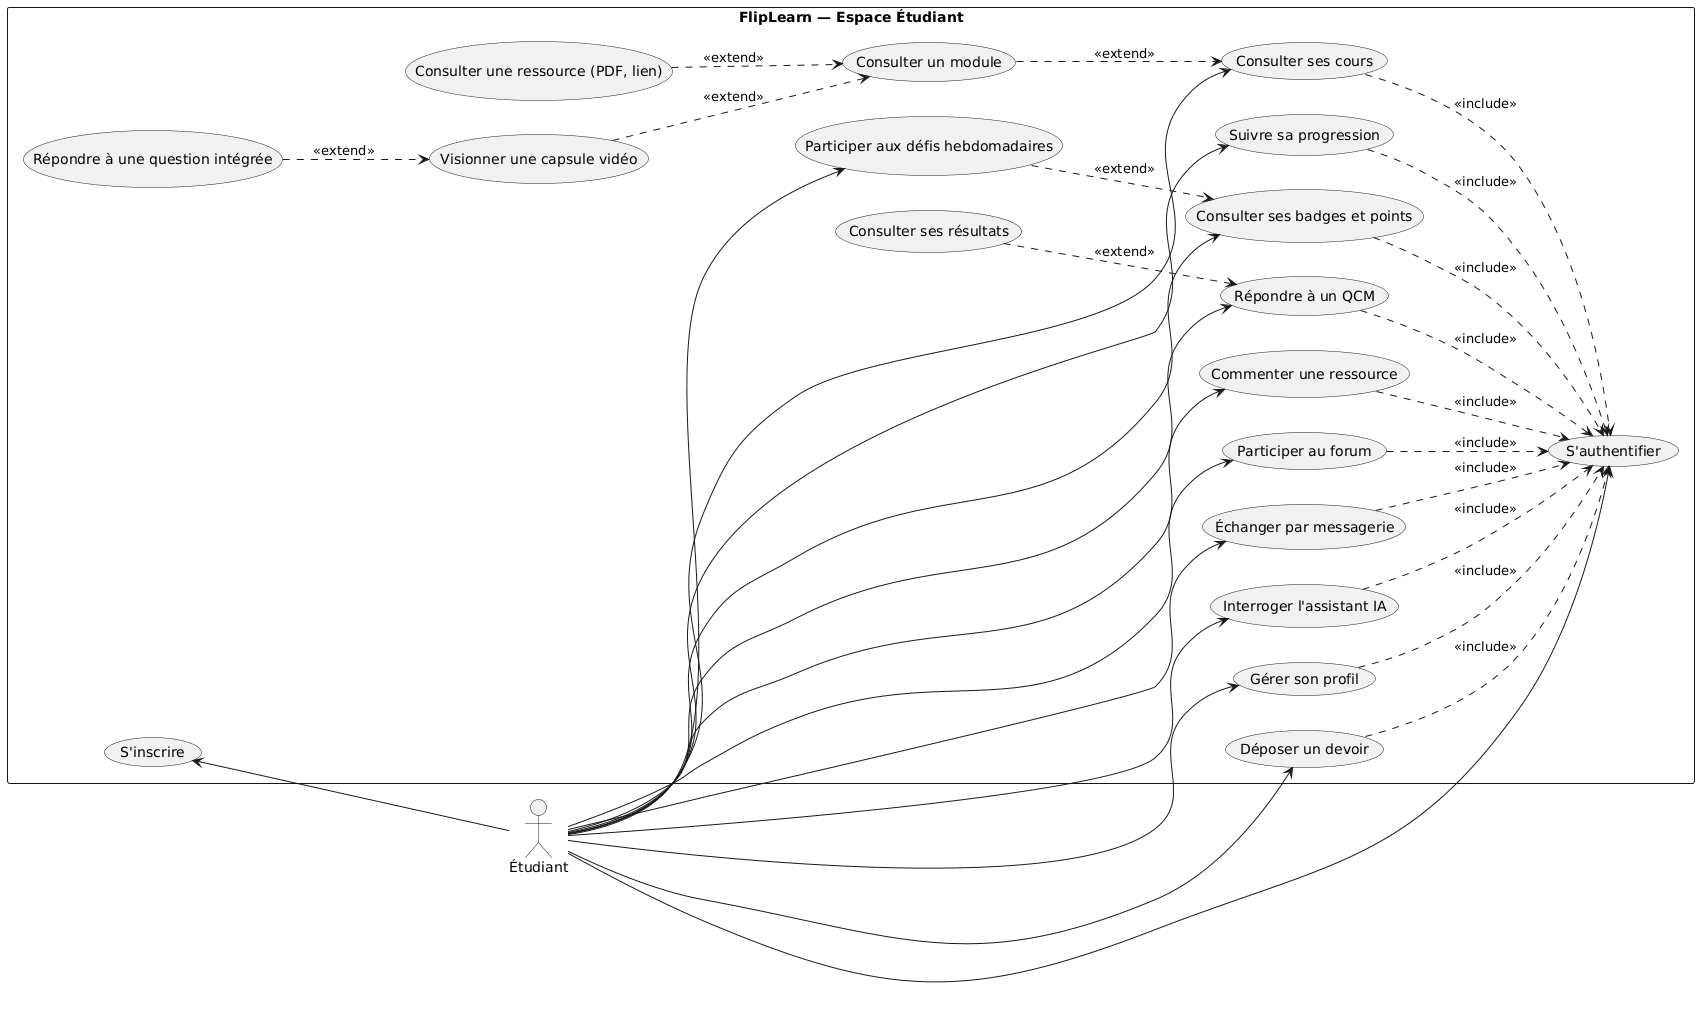 FlipLearn — Espace Étudiant
Consulter une ressource (PDF, lien)
«extend»
Consulter un module
«extend»
Consulter ses cours
«extend»
«include»
Répondre à une question intégrée
«extend»
Visionner une capsule vidéo
Participer aux défis hebdomadaires
Suivre sa progression
«extend»
«include»
Consulter ses badges et points
Consulter ses résultats
«extend»
«include»
Répondre à un QCM
«include»
Commenter une ressource
«include»
Participer au forum
«include»
S'authentifier
«include»
Échanger par messagerie
«include»
Interroger l'assistant IA
«include»
Gérer son profil
«include»
S'inscrire
Déposer un devoir
Étudiant